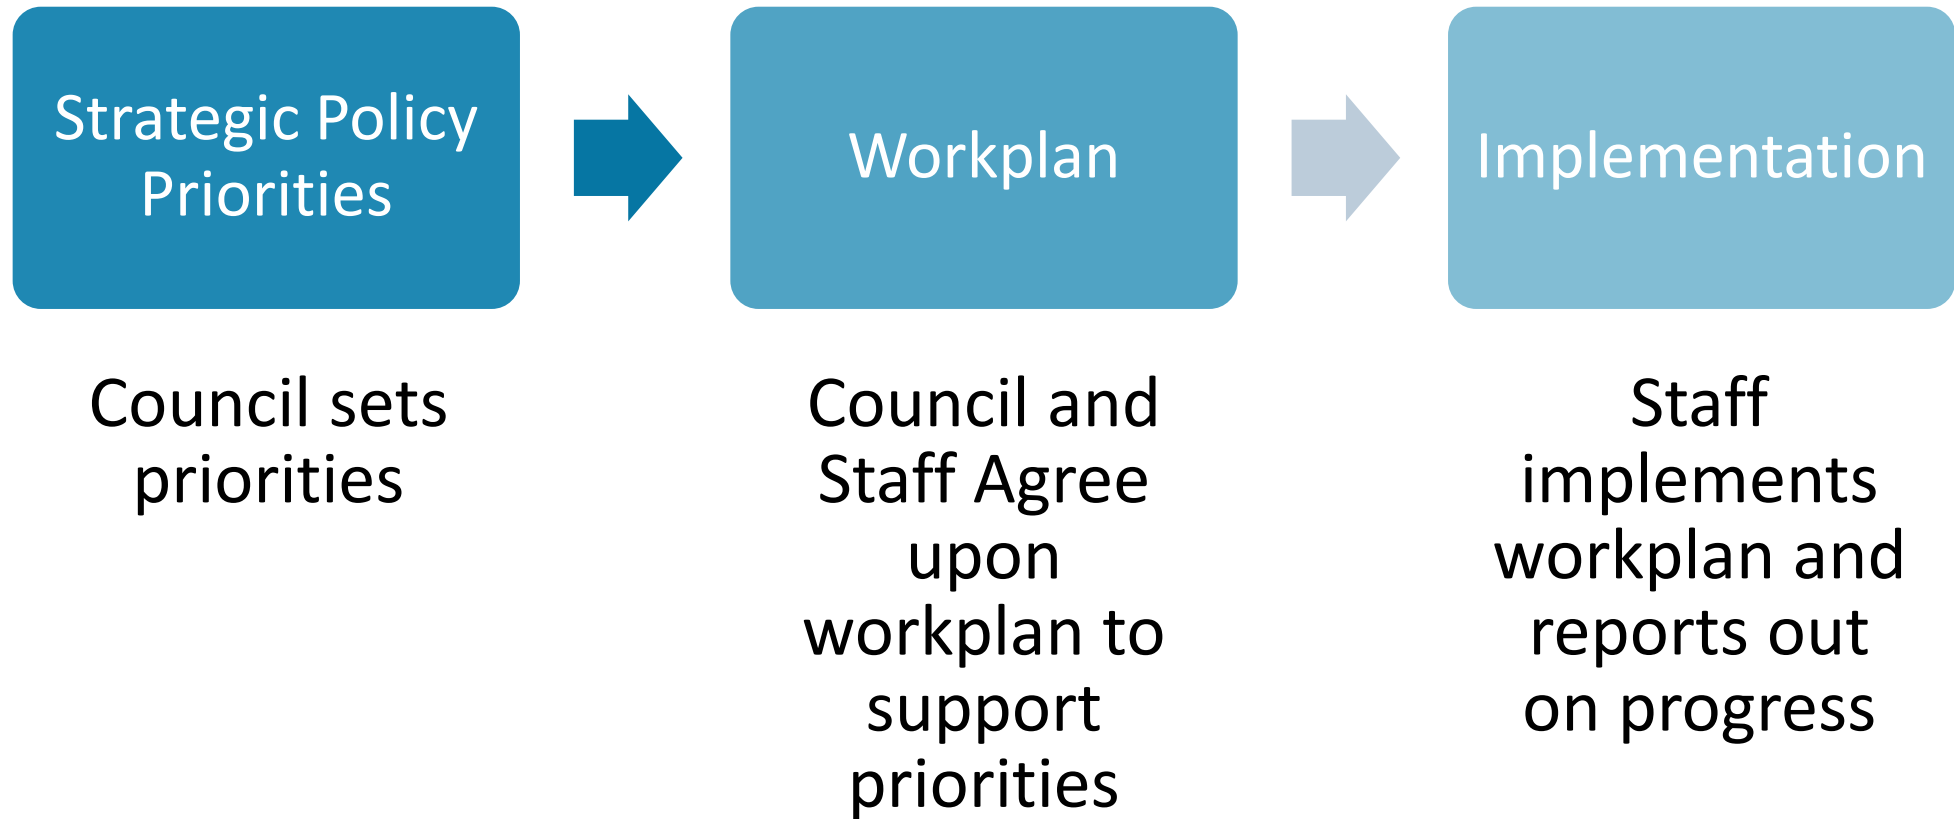 Strategic Policy
Priorities
Workplan
Implementation
Council sets
priorities
Council and
Staff Agree
upon
workplan to
support
priorities
Staff
implements
workplan and
reports out
on progress